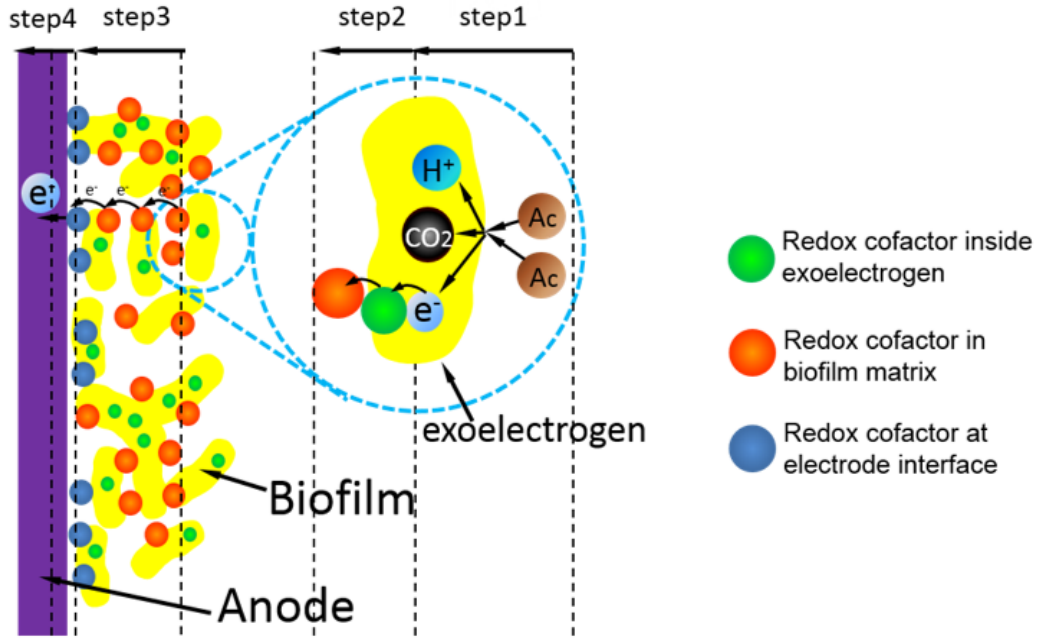 step4
step3
step2
step1
H+
CO2
Ac
Ac
e-
e-
e-
e-
e-
exoelectrogen
Biofilm
Anode
Redox cofactor inside
exoelectrogen
Redox cofactor in
biofilm matrix
Redox cofactor at
electrode interface